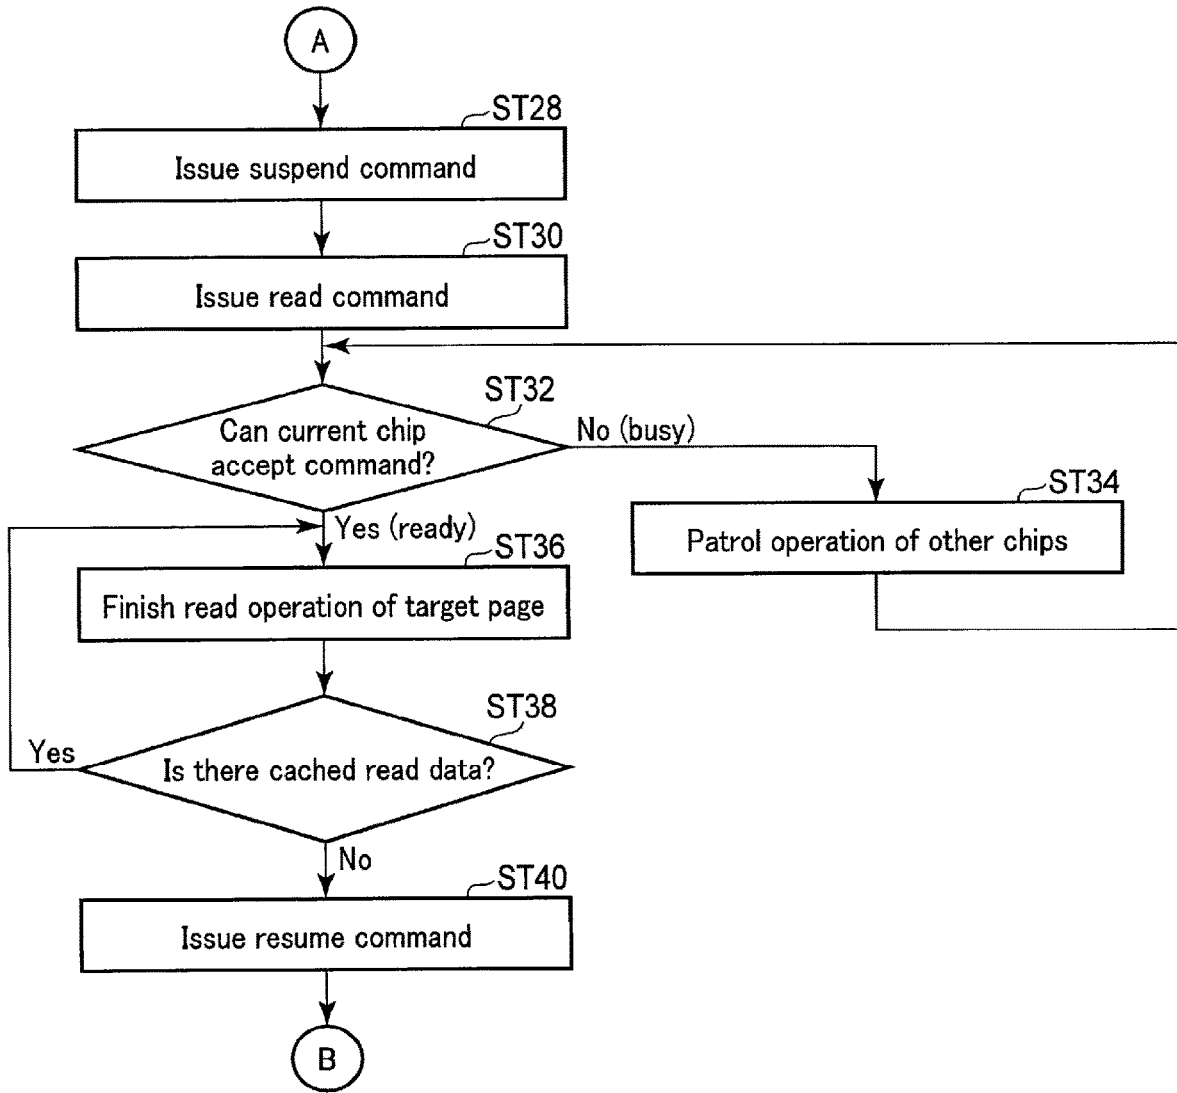 A
ST28
Issue suspend command
ST30
Issue read command
ST32
Can current chip
accept command?
No (busy)
ST34
Patrol operation of other chips
Yes (ready)
ST36
Finish read operation of target page
ST38
Is there cached read data?
Yes
No
ST40
Issue resume command
B